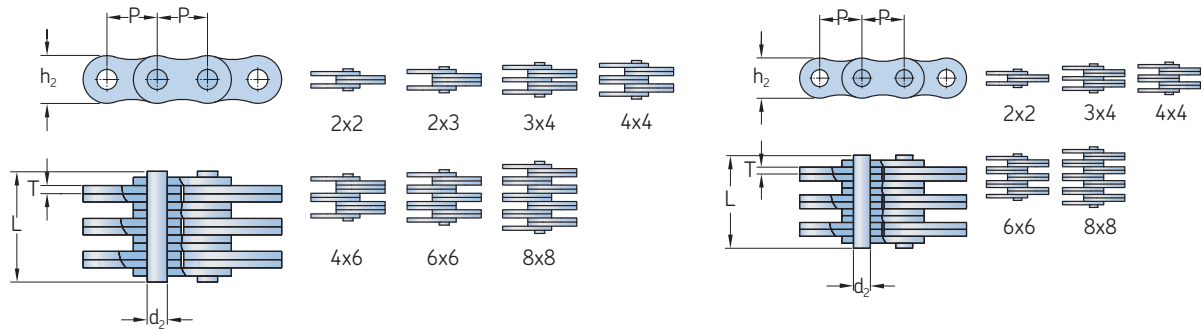 P P
h₂
2x2 2x3 3x4 4x4
T
L
d₂
4x6 6x6 8x8
P P
h₂
2x2 3x4 4x4
T
L
d₂
6x6 8x8